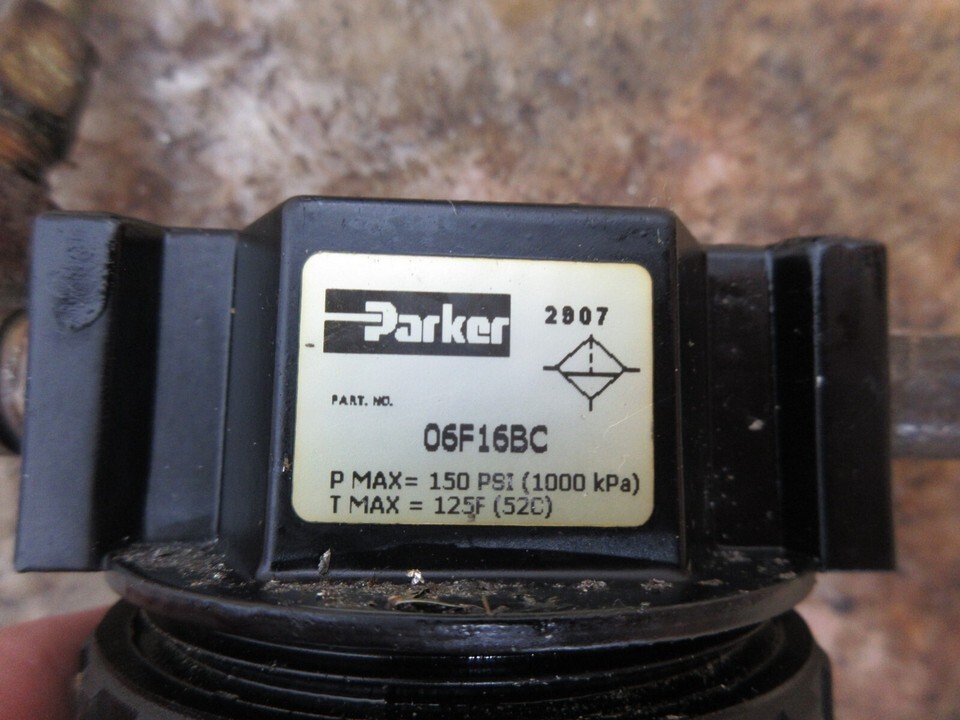 Parker
2907
PART. NO.
06F16BC
P MAX= 150 PSI (1000 kPa)
T MAX = 125F (52C)